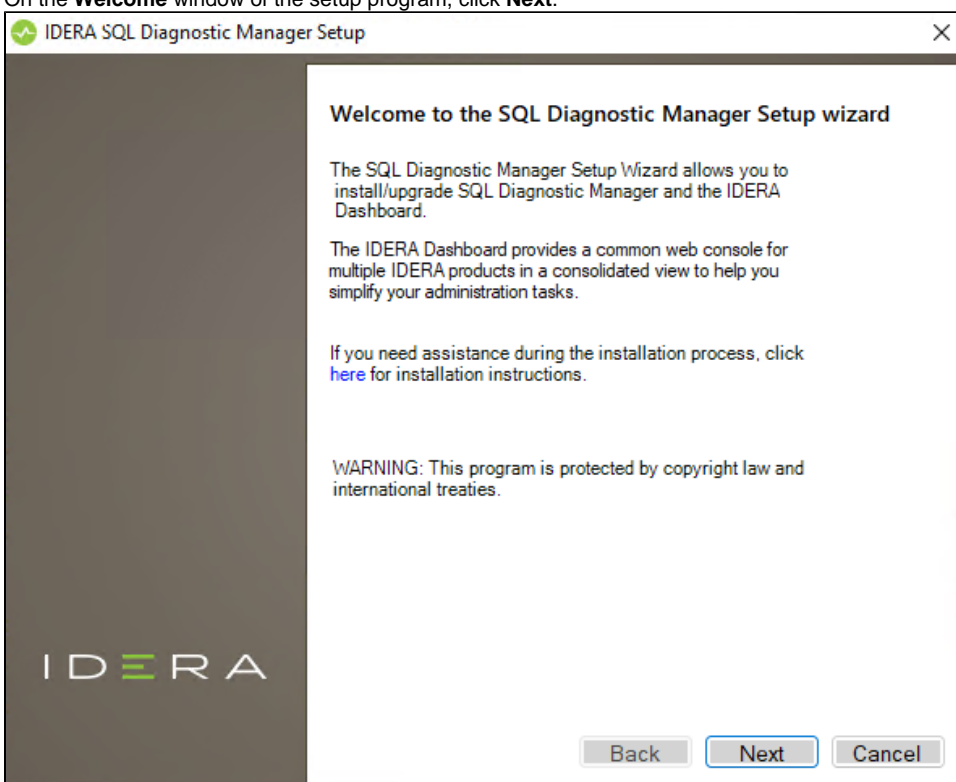 On the Welcome window of the setup program, click Next.
IDERA SQL Diagnostic Manager Setup
Welcome to the SQL Diagnostic Manager Setup wizard
The SQL Diagnostic Manager Setup Wizard allows you to
install/upgrade SQL Diagnostic Manager and the IDERA
Dashboard.
The IDERA Dashboard provides a common web console for
multiple IDERA products in a consolidated view to help you
simplify your administration tasks.
If you need assistance during the installation process, click
here for installation instructions.
WARNING: This program is protected by copyright law and
international treaties.
IDERA
Back Next Cancel